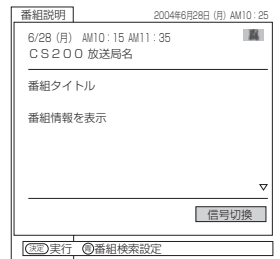 番組説明
2004年6月28日 (月) AM10:25
6/28 (月) AM10:15 AM11:35
CS200 放送局名
番組タイトル
番組情報を表示
信号切換
決定 実行 青 番組検索設定